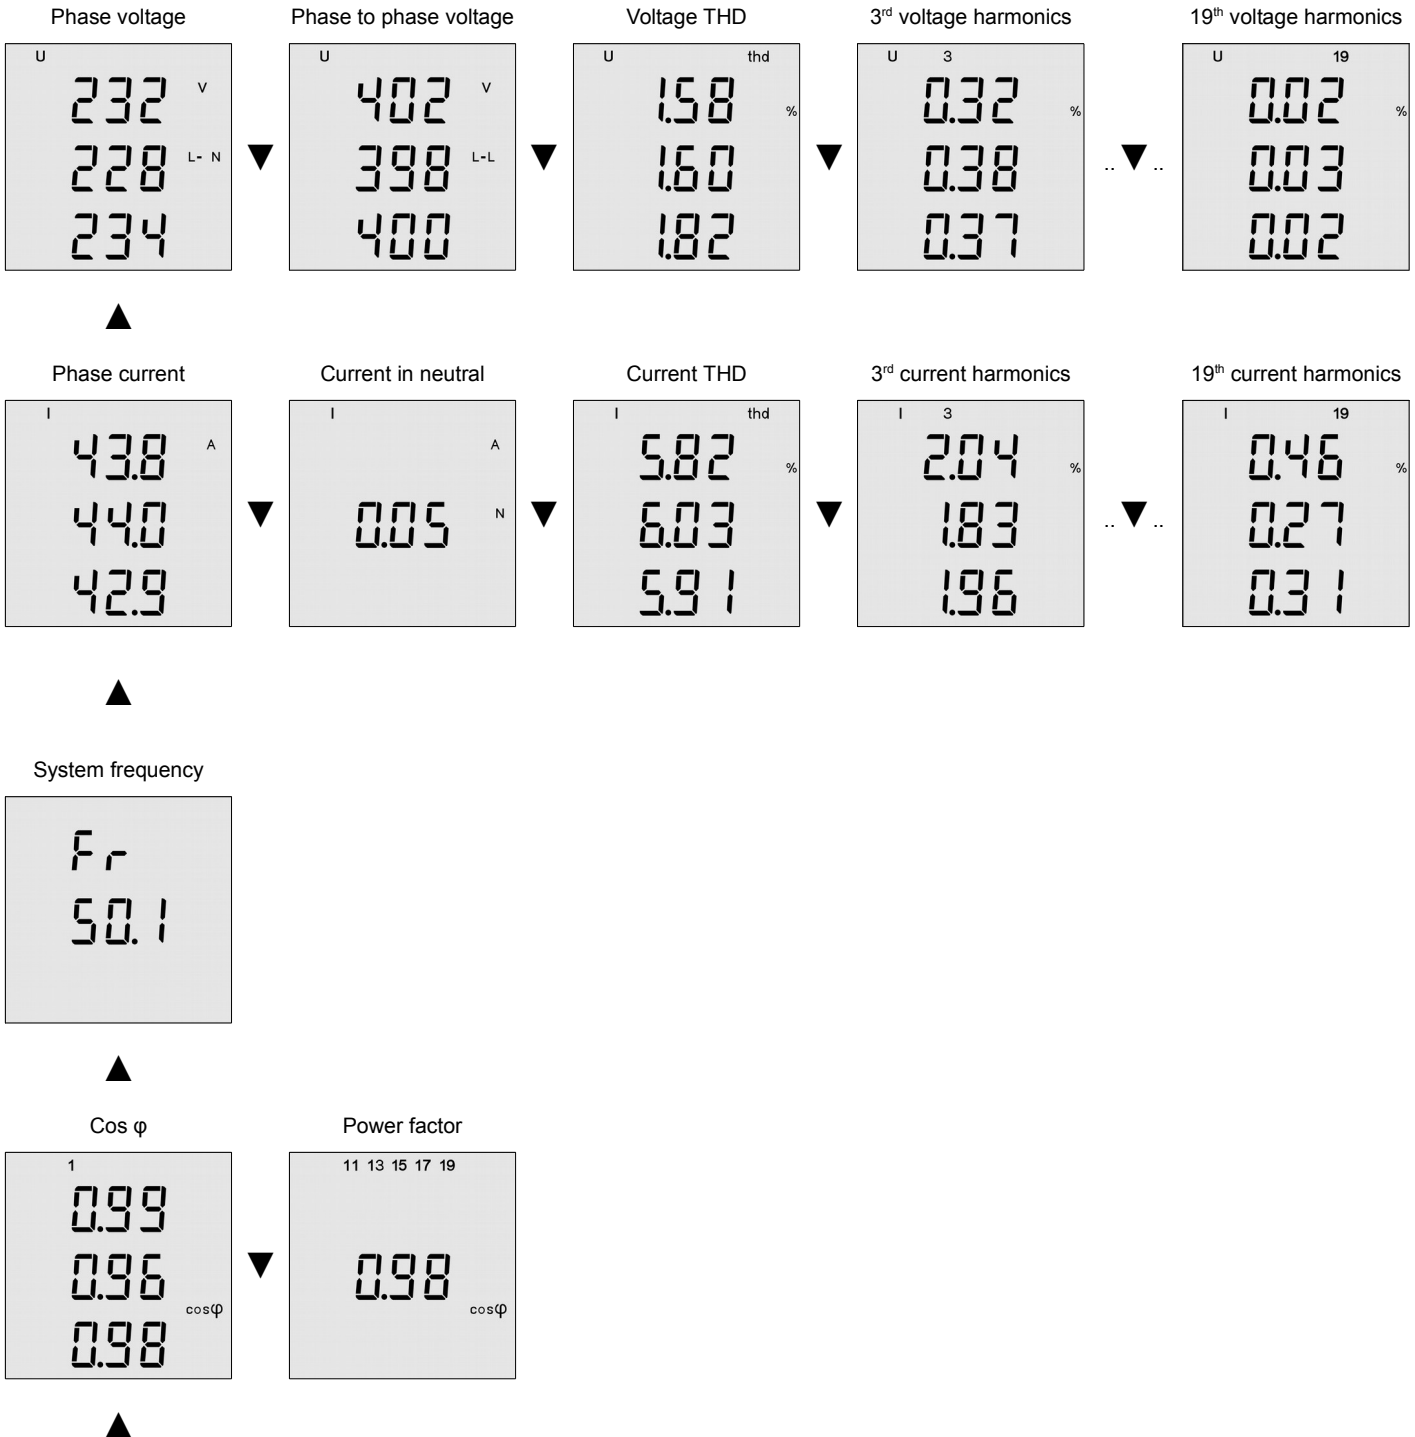 Phase voltage
U
232 V
228 L- N
234
Phase to phase voltage
U
402 V
398 L-L
400
Voltage THD
U thd
1.58 %
1.60
1.82
3rd voltage harmonics
U 3
0.32 %
0.38
0.37
19th voltage harmonics
U 19
0.02 %
0.03
0.02
.. ▼ ..
Phase current
I
43.8 A
44.0
42.9
Current in neutral
I
A
0.05 N
Current THD
I thd
5.82 %
6.03
5.91
3rd current harmonics
I 3
2.04 %
1.83
1.96
19th current harmonics
I 19
0.46 %
0.27
0.31
.. ▼ ..
System frequency
Fr
50.1
Cos φ
1
0.99
0.96
cosφ
0.98
Power factor
11 13 15 17 19
0.98
cosφ